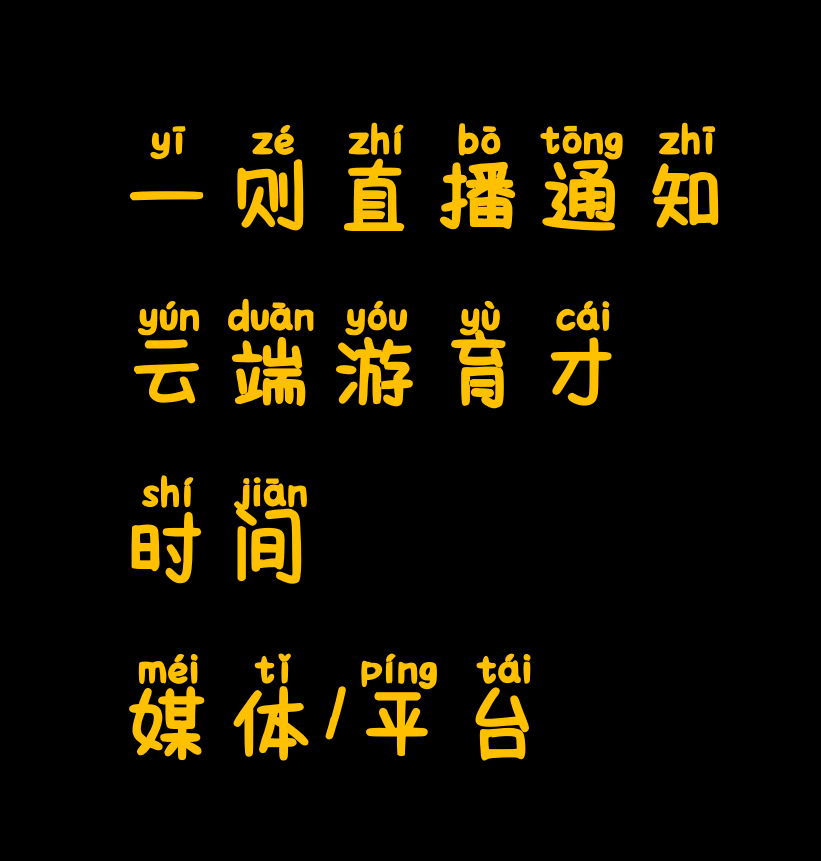 yī zé zhí bō tōng zhī
一则直播通知
yún duān yóu yù cái
云端游育才
shí jiān
时间
méi tǐ píng tái
媒体/平台